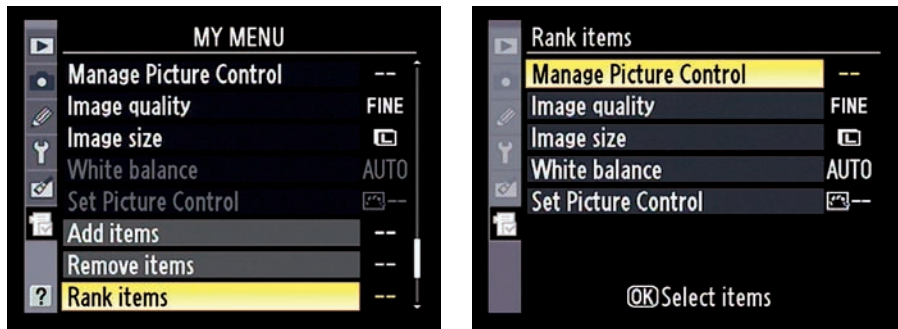 MY MENU
Manage Picture Control --
Image quality FINE
Image size L
White balance AUTO
Set Picture Control --
Add items --
Remove items --
Rank items --
?
Rank items
Manage Picture Control --
Image quality FINE
Image size L
White balance AUTO
Set Picture Control --
OK Select items